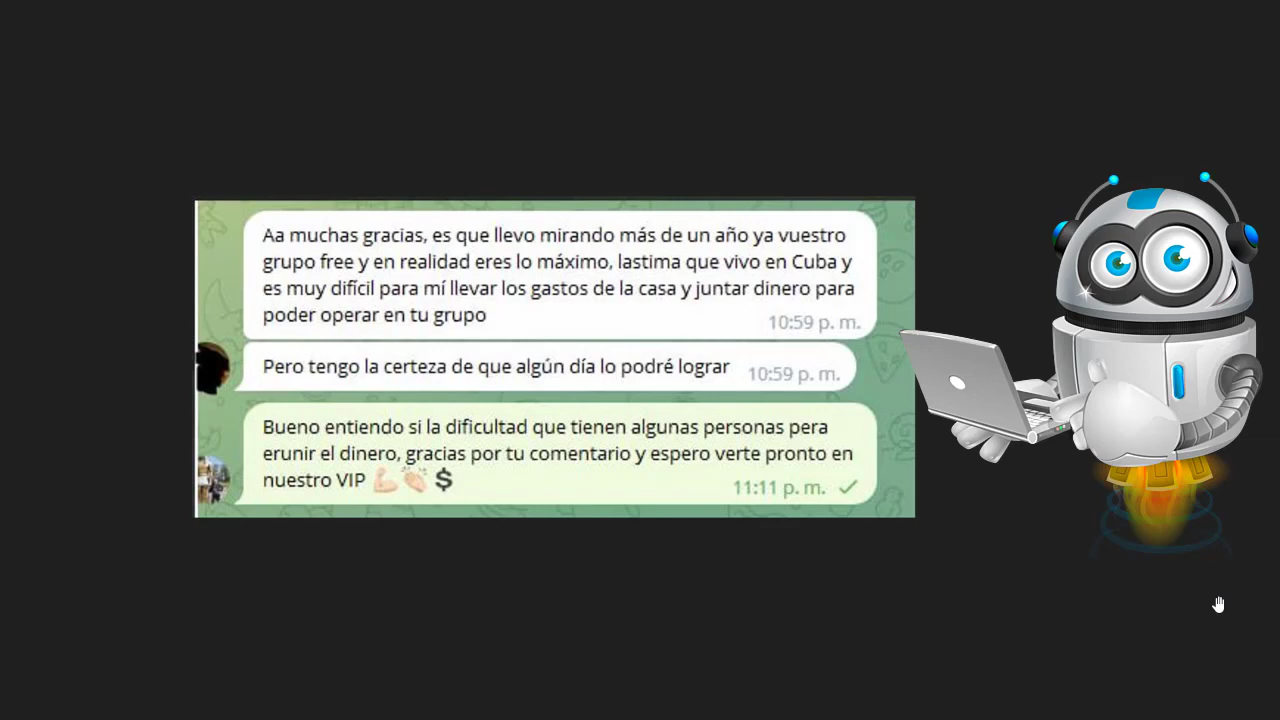 Aa muchas gracias, es que llevo mirando más de un año ya vuestro
grupo free y en realidad eres lo máximo, lastima que vivo en Cuba y
es muy difícil para mí llevar los gastos de la casa y juntar dinero para
poder operar en tu grupo
10:59 p. m.
Pero tengo la certeza de que algún día lo podré lograr
10:59 p. m.
Bueno entiendo si la dificultad que tienen algunas personas pera
erunir el dinero, gracias por tu comentario y espero verte pronto en
nuestro VIP 💪👏💲
11:11 p. m.